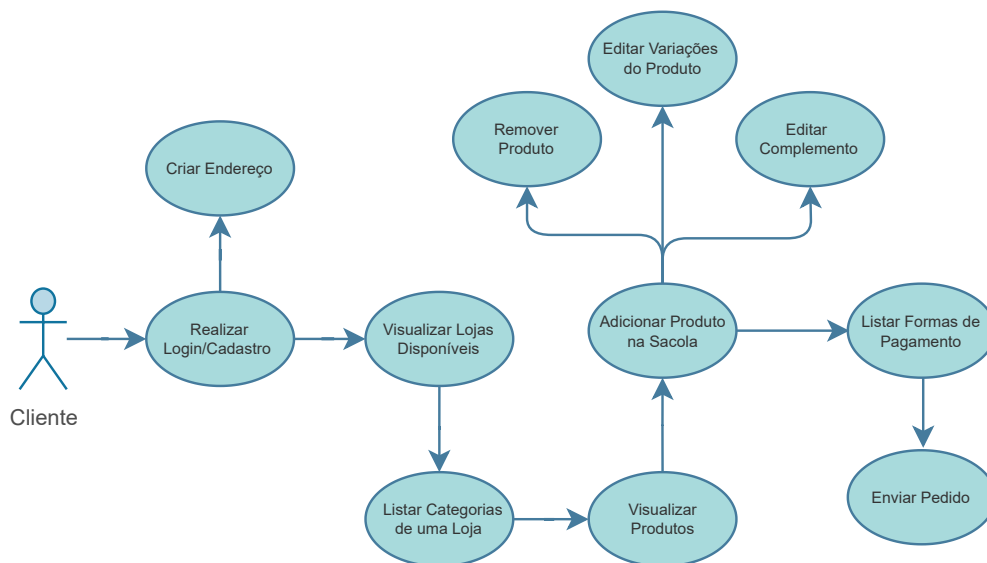 Editar Variações
do Produto
Remover
Produto
Editar
Complemento
Criar Endereço
Realizar
Login/Cadastro
Visualizar Lojas
Disponíveis
Adicionar Produto
na Sacola
Listar Formas de
Pagamento
Cliente
Listar Categorias
de uma Loja
Visualizar
Produtos
Enviar Pedido